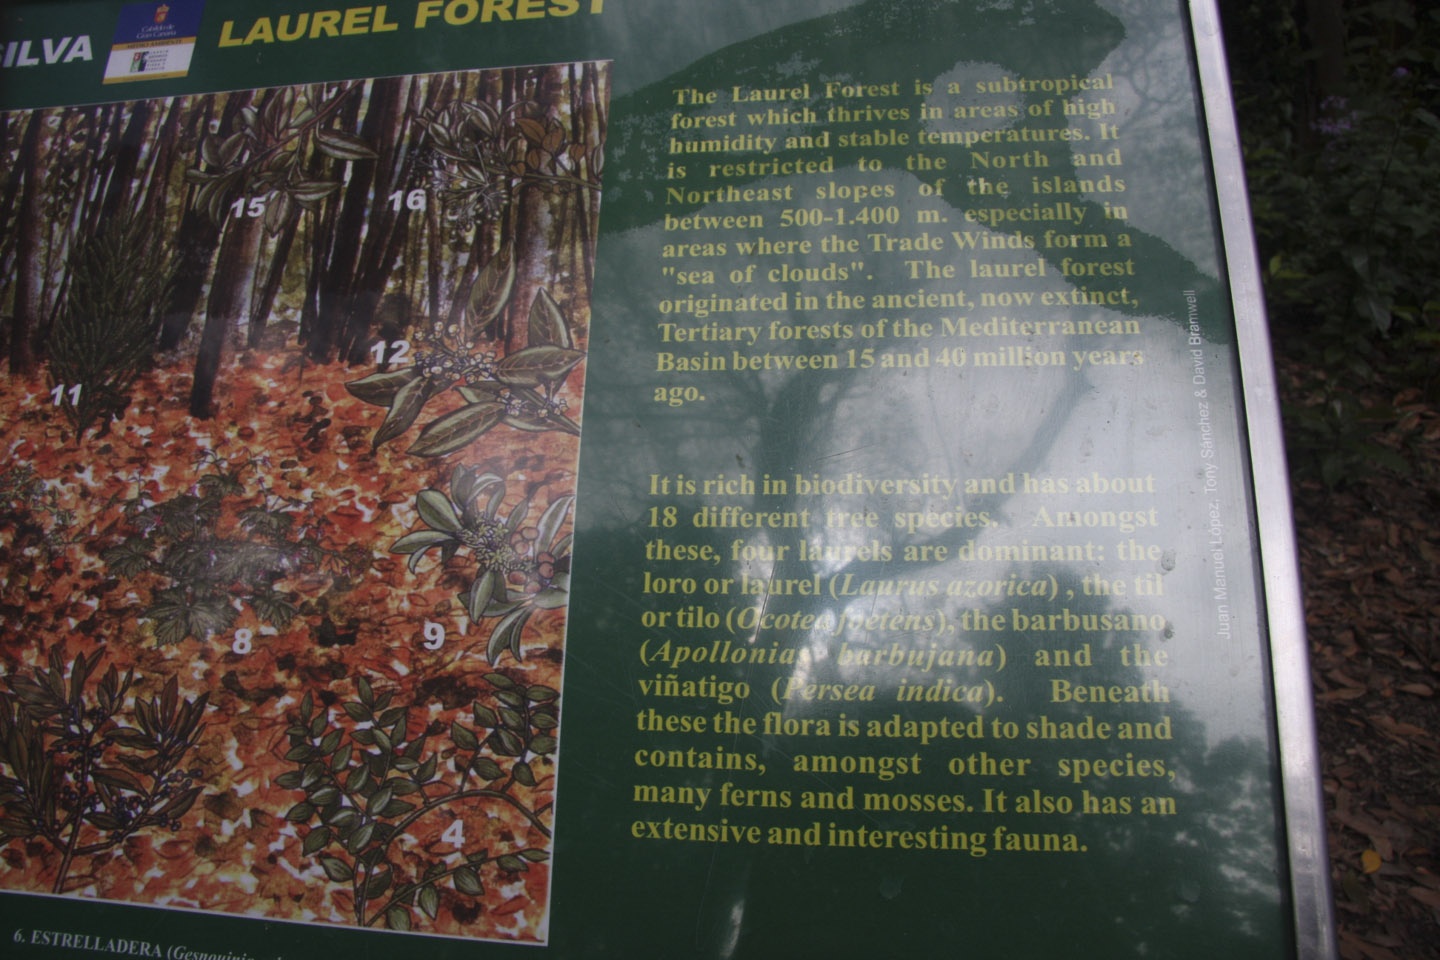 SILVA
Cabildo de
Gran Canaria
MEDIO AMBIENTE
LAUREL FOREST
The Laurel Forest is a subtropical
forest which thrives in areas of high
humidity and stable temperatures. It
is restricted to the North and
Northeast slopes of the islands
between 500-1.400 m. especially in
areas where the Trade Winds form a
"sea of clouds". The laurel forest
originated in the ancient, now extinct,
Tertiary forests of the Mediterranean
Basin between 15 and 40 million years
ago.
It is rich in biodiversity and has about
18 different tree species. Amongst
these, four laurels are dominant: the
loro or laurel (Laurus azorica) , the til
or tilo (Ocotea foetens), the barbusano
(Apollonias barbujana) and the
viñatigo (Persea indica). Beneath
these the flora is adapted to shade and
contains, amongst other species,
many ferns and mosses. It also has an
extensive and interesting fauna.
Juan Manuel López, Tony Sánchez & David Bramwell
15
16
12
11
8
9
4
6. ESTRELLADERA (Gesnouinia